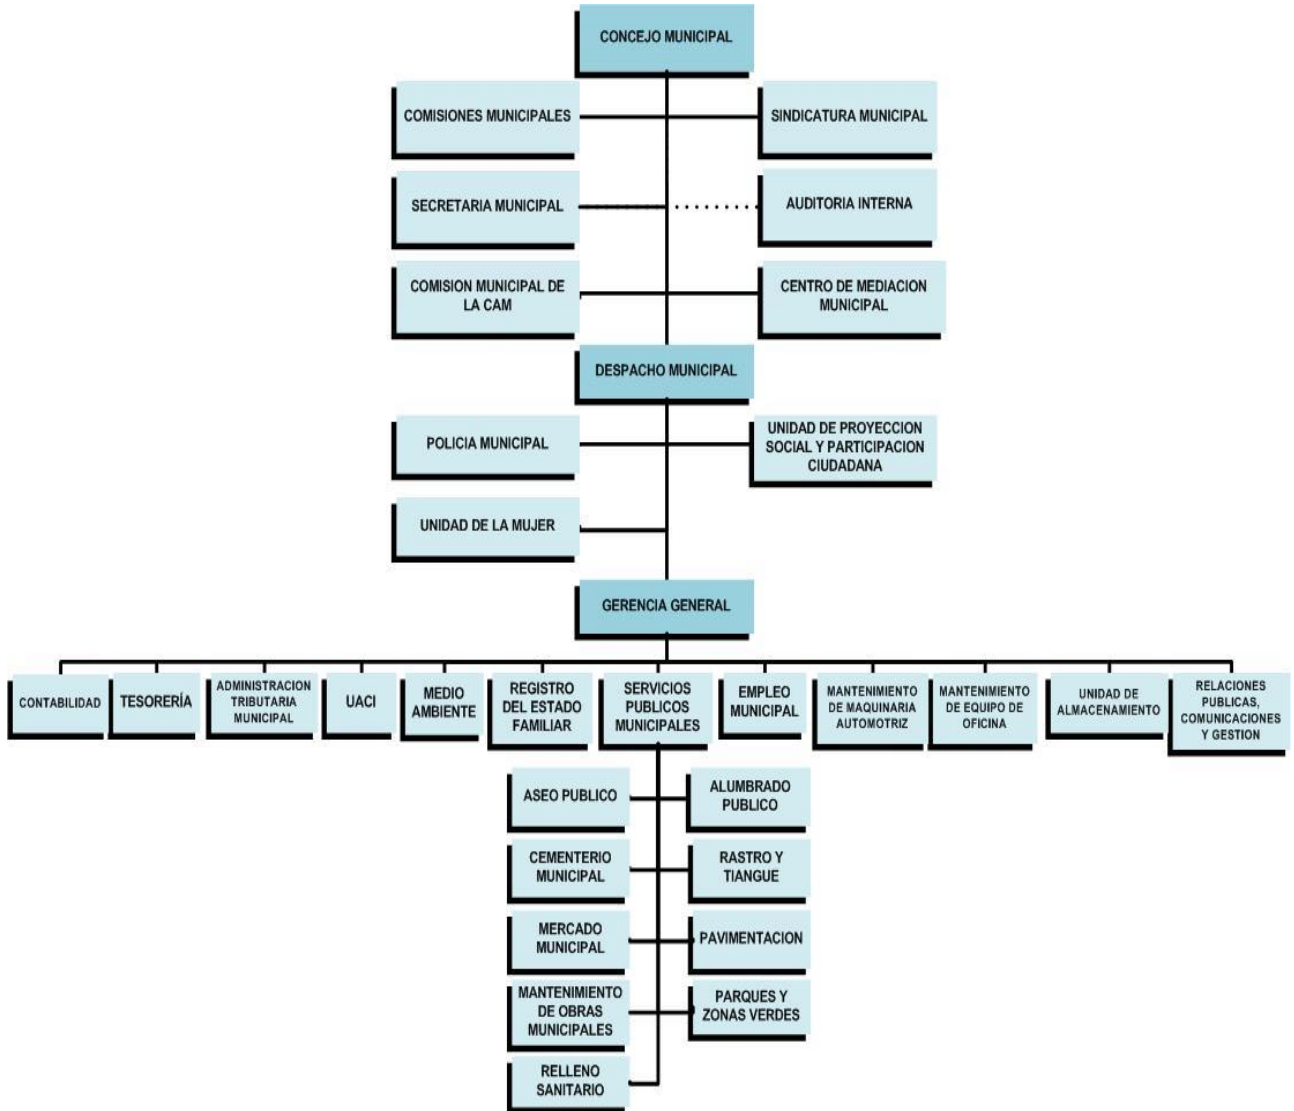 CONCEJO MUNICIPAL
COMISIONES MUNICIPALES
SINDICATURA MUNICIPAL
SECRETARIA MUNICIPAL
AUDITORIA INTERNA
COMISION MUNICIPAL DE
LA CAM
CENTRO DE MEDIACION
MUNICIPAL
DESPACHO MUNICIPAL
POLICIA MUNICIPAL
UNIDAD DE PROYECCION
SOCIAL Y PARTICIPACION
CIUDADANA
UNIDAD DE LA MUJER
GERENCIA GENERAL
CONTABILIDAD
TESORERÍA
ADMINISTRACION
TRIBUTARIA
MUNICIPAL
UACI
MEDIO
AMBIENTE
REGISTRO
DEL ESTADO
FAMILIAR
SERVICIOS
PUBLICOS
MUNICIPALES
EMPLEO
MUNICIPAL
MANTENIMIENTO
DE MAQUINARIA
AUTOMOTRIZ
MANTENIMIENTO
DE EQUIPO DE
OFICINA
UNIDAD DE
ALMACENAMIENTO
RELACIONES
PUBLICAS,
COMUNICACIONES
Y GESTION
ASEO PUBLICO
ALUMBRADO
PUBLICO
CEMENTERIO
MUNICIPAL
RASTRO Y
TIANGUE
MERCADO
MUNICIPAL
PAVIMENTACION
MANTENIMIENTO
DE OBRAS
MUNICIPALES
PARQUES Y
ZONAS VERDES
RELLENO
SANITARIO